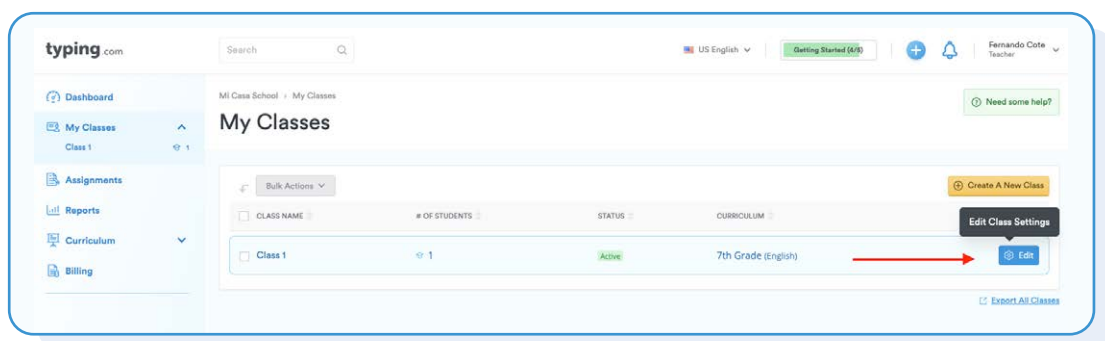 typing.com
Search
US English
Getting Started (4/8)
Fernando Cote
Teacher
Dashboard
My Classes
Class 1
1
Assignments
Reports
Curriculum
Billing
Mi Casa School › My Classes
My Classes
Need some help?
Bulk Actions
Create A New Class
CLASS NAME # OF STUDENTS STATUS CURRICULUM
Edit Class Settings
Class 1 1 Active 7th Grade (English) Edit
Export All Classes